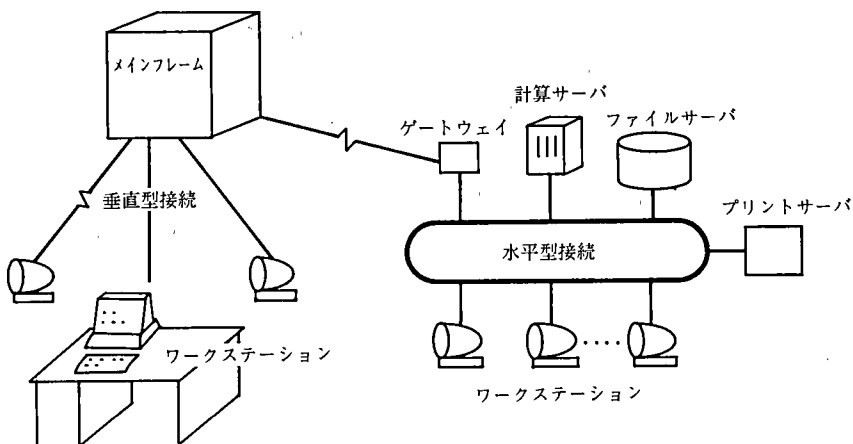 メインフレーム
計算サーバ
ゲートウェイ
ファイルサーバ
垂直型接続
プリントサーバ
水平型接続
ワークステーション
ワークステーション